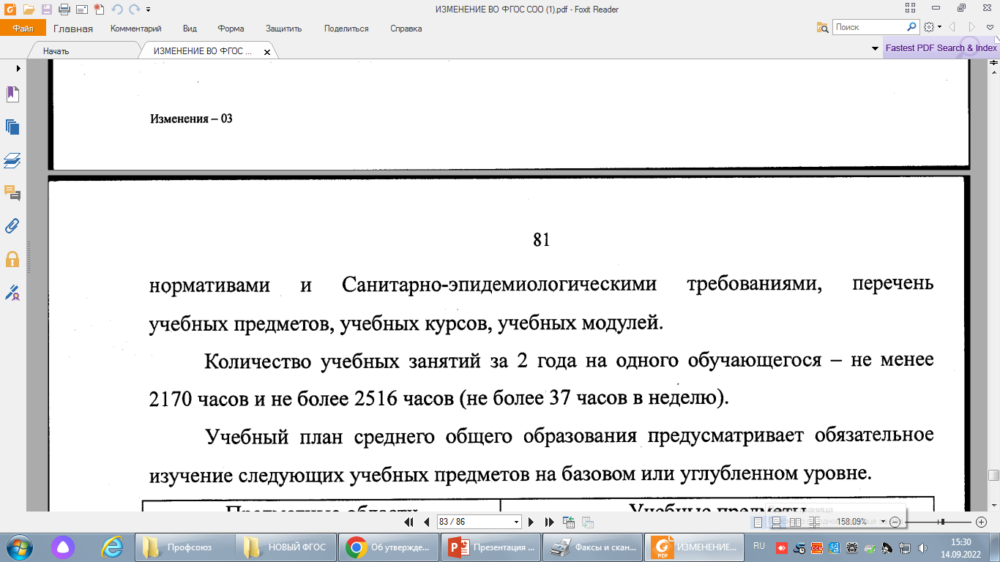 ИЗМЕНЕНИЕ ВО ФГОС СОО (1).pdf - Foxit Reader
Файл Главная Комментарий Вид Форма Защитить Поделиться Справка Поиск
Начать ИЗМЕНЕНИЕ ВО ФГОС ... Fastest PDF Search & Index
Изменения – 03
81
нормативами и Санитарно-эпидемиологическими требованиями, перечень
учебных предметов, учебных курсов, учебных модулей.
Количество учебных занятий за 2 года на одного обучающегося – не менее
2170 часов и не более 2516 часов (не более 37 часов в неделю).
Учебный план среднего общего образования предусматривает обязательное
изучение следующих учебных предметов на базовом или углубленном уровне.
Предметные области Учебные предметы
83 / 86 158.09%
Профсоюз НОВЫЙ ФГОС Об утвержде... Презентация ... Факсы и скан... ИЗМЕНЕНИЕ... RU 15:30
14.09.2022